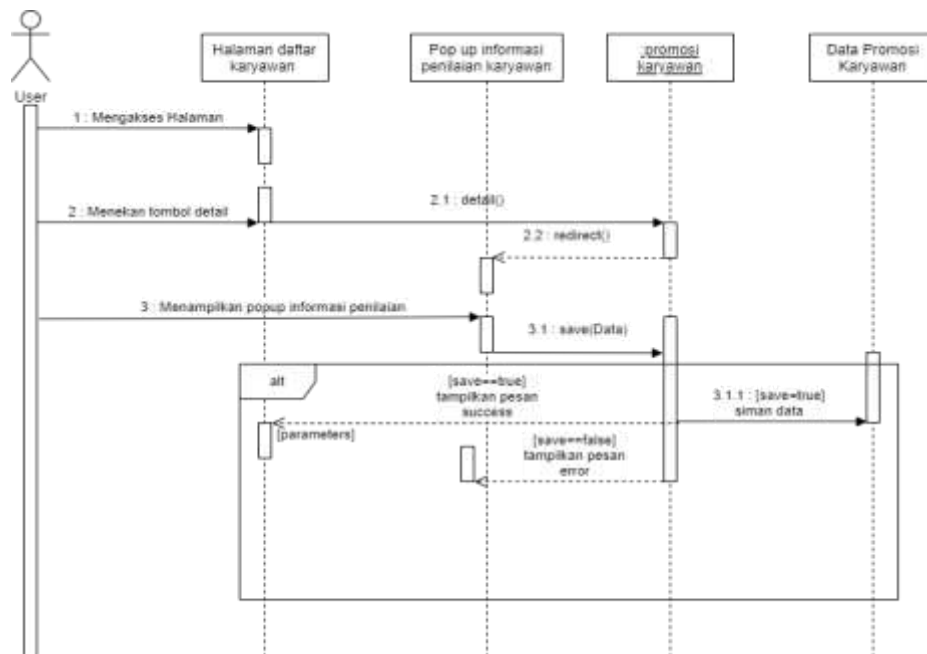 Halaman daftar
karyawan
Pop up informasi
penilaian karyawan
:promosi
karyawan
Data Promosi
Karyawan
User
1 : Mengakses Halaman
2 : Menekan tombol detail
2.1 : detail()
2.2 : redirect()
3 : Menampilkan popup informasi penilaian
3.1 : save(Data)
alt
[save==true]
tampilkan pesan
success
3.1.1 : [save=true]
siman data
[parameters]
[save==false]
tampilkan pesan
error